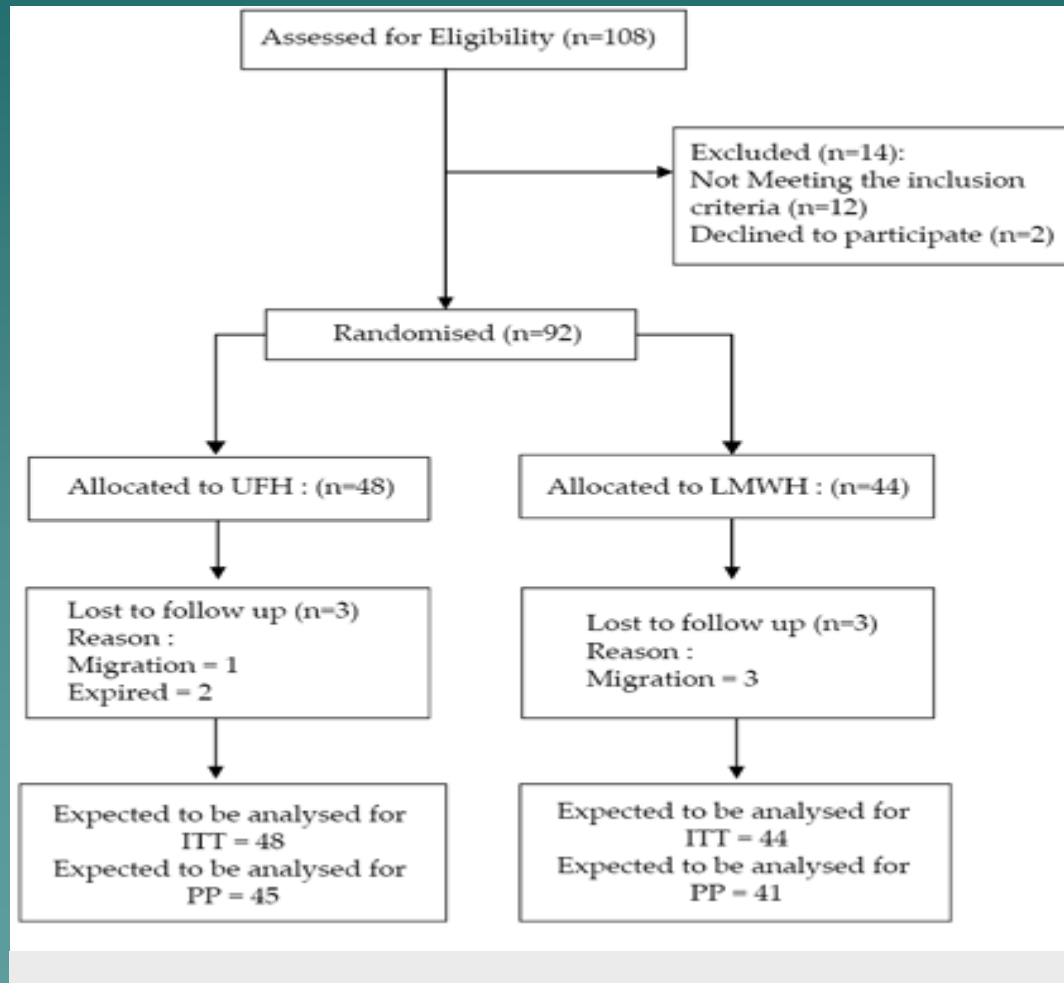 Assessed for Eligibility (n=108)
Excluded (n=14):
Not Meeting the inclusion
criteria (n=12)
Declined to participate (n=2)
Randomised (n=92)
Allocated to UFH : (n=48)
Allocated to LMWH : (n=44)
Lost to follow up (n=3)
Reason :
Migration = 1
Expired = 2
Lost to follow up (n=3)
Reason :
Migration = 3
Expected to be analysed for
ITT = 48
Expected to be analysed for
PP = 45
Expected to be analysed for
ITT = 44
Expected to be analysed for
PP = 41